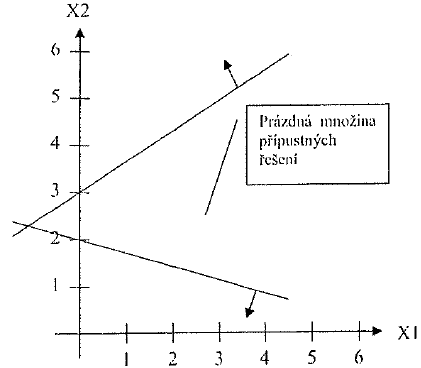 X2
6
5
4
3
2
1
Prázdná množina
přípustných
řešení
1 2 3 4 5 6
X1